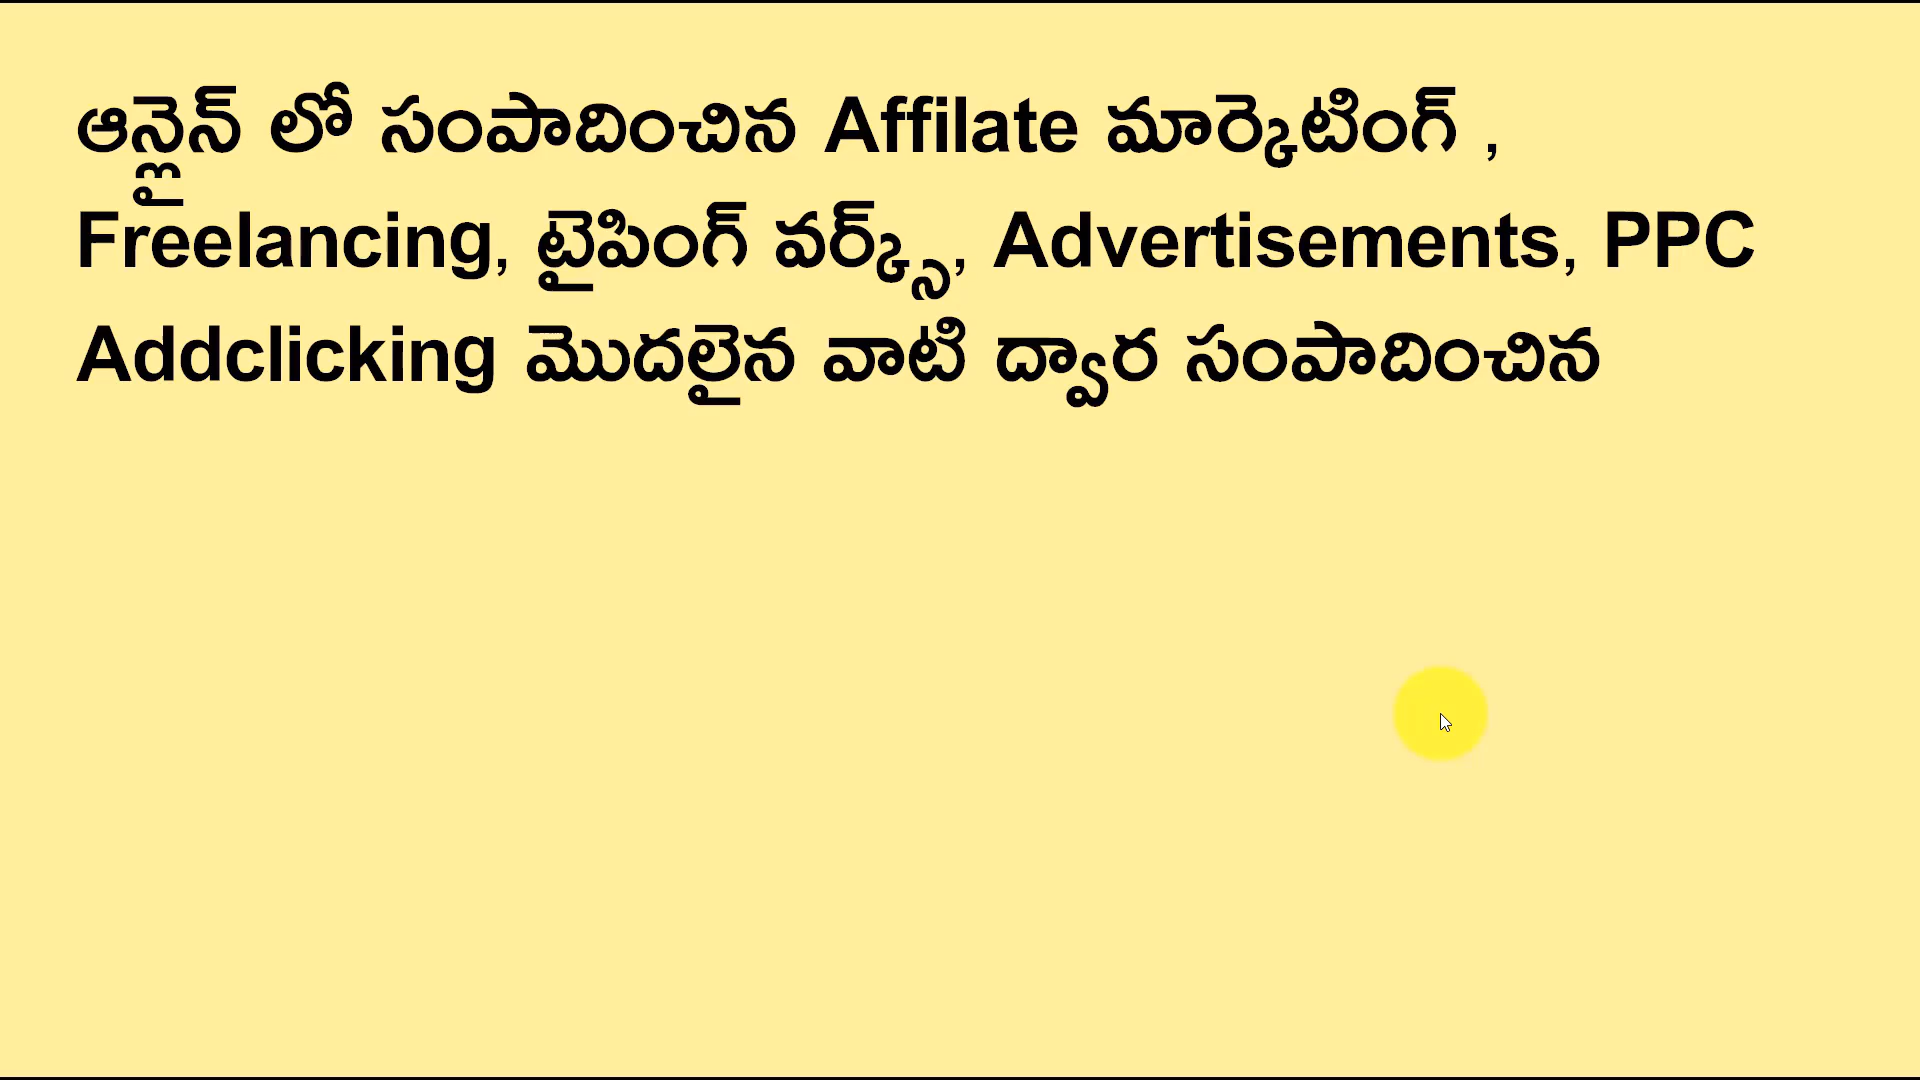 ఆన్లైన్ లో సంపాదించిన Affilate మార్కెటింగ్ ,
Freelancing, టైపింగ్ వర్క్స్, Advertisements, PPC
Addclicking మొదలైన వాటి ద్వార సంపాదించిన